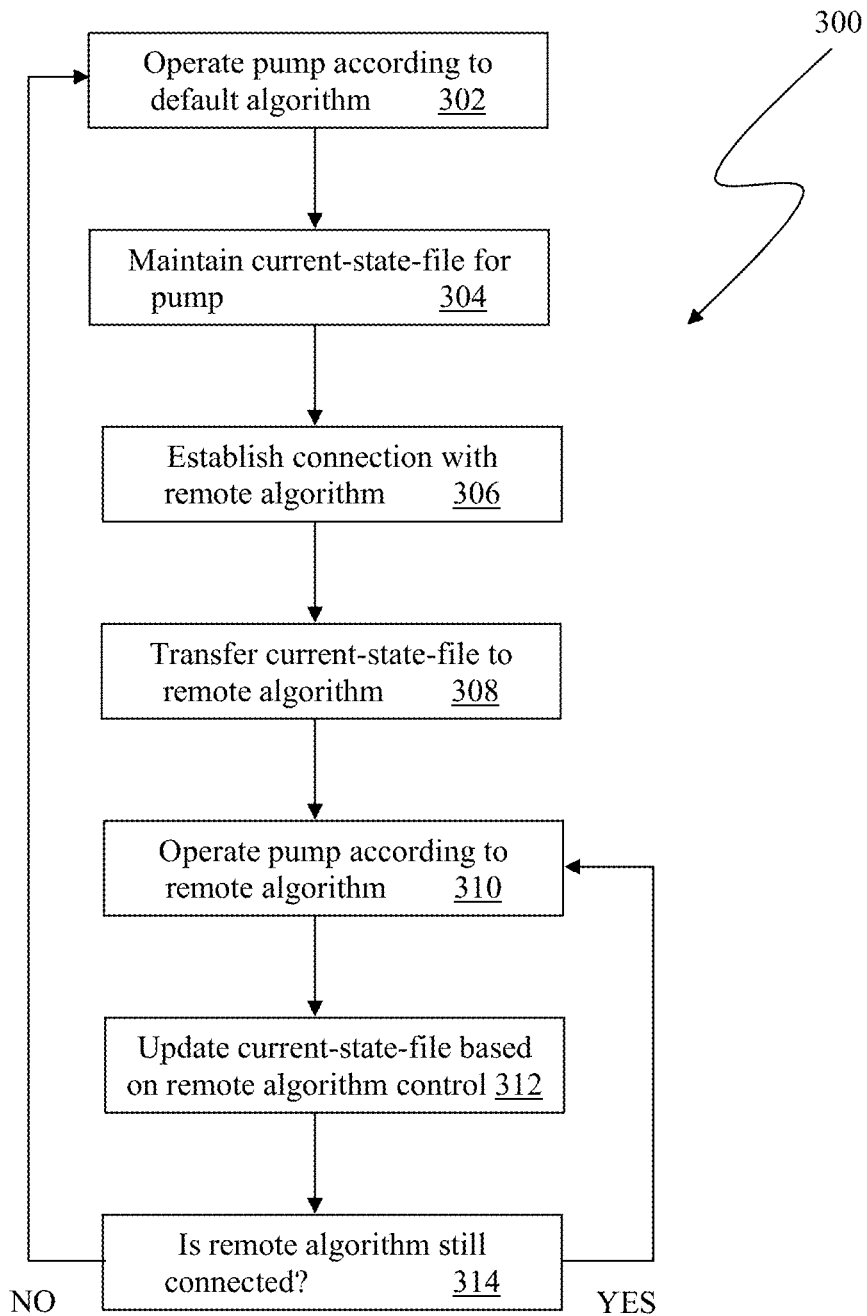 300
Operate pump according to
default algorithm 302
Maintain current-state-file for
pump 304
Establish connection with
remote algorithm 306
Transfer current-state-file to
remote algorithm 308
Operate pump according to
remote algorithm 310
Update current-state-file based
on remote algorithm control 312
Is remote algorithm still
connected? 314
NO
YES